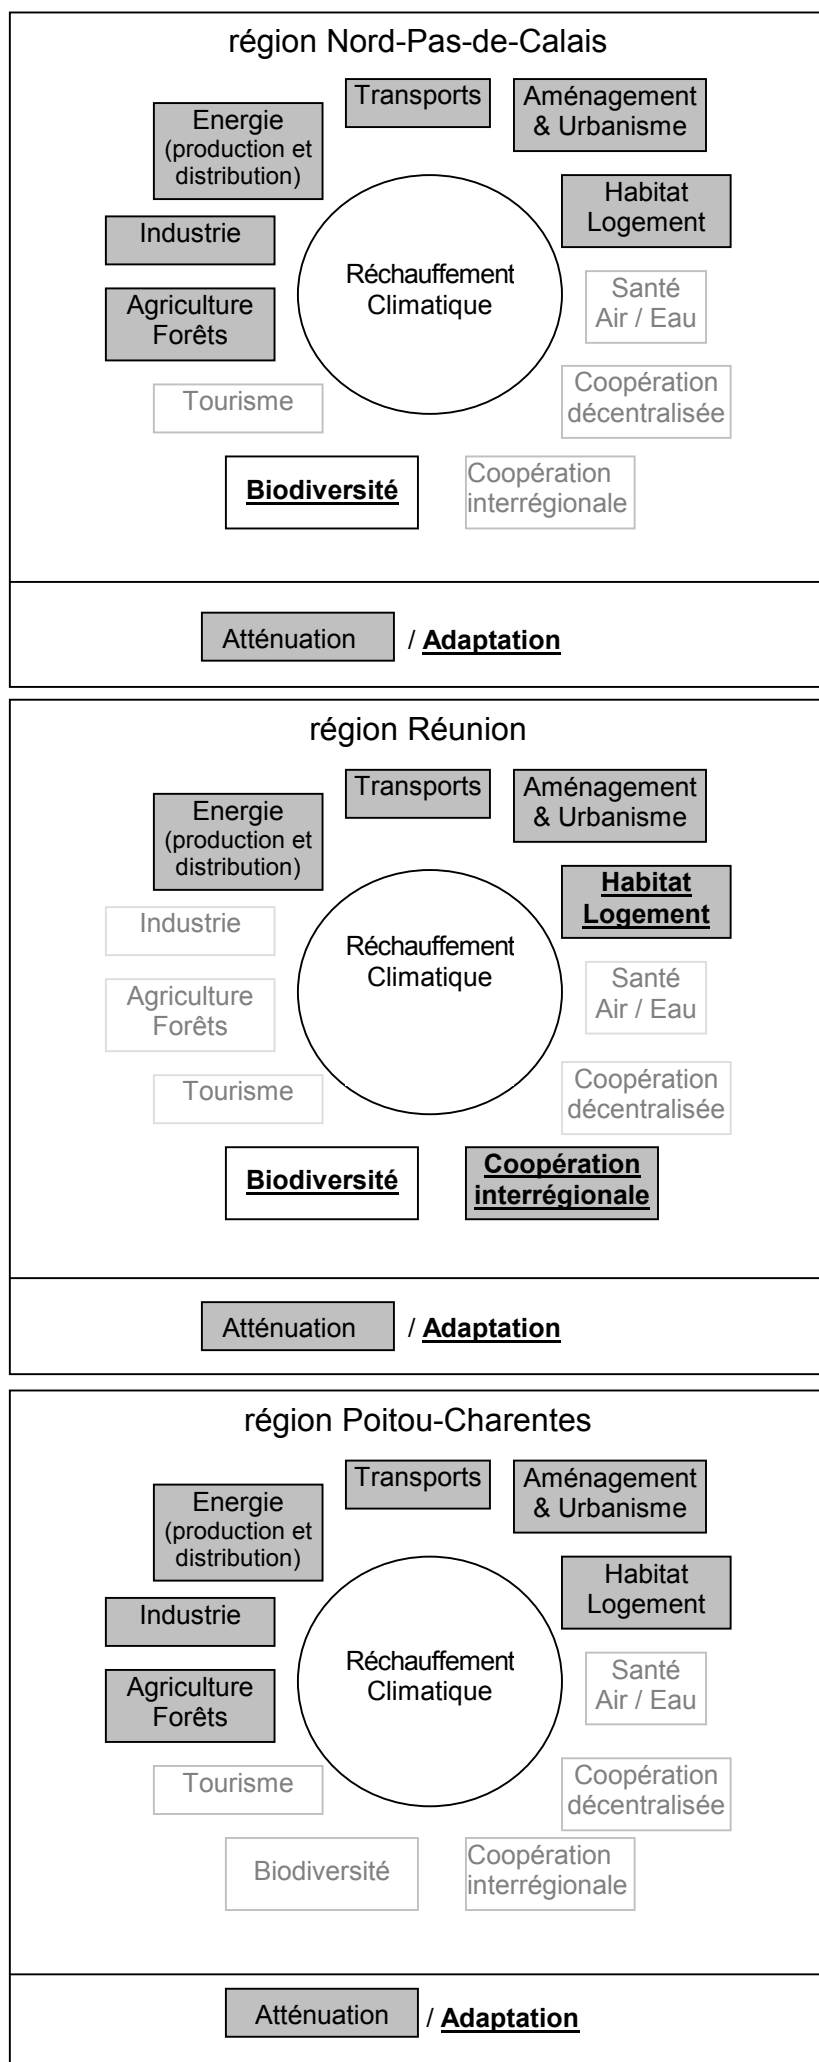 région Nord-Pas-de-Calais
Transports
Aménagement
& Urbanisme
Energie
(production et
distribution)
Habitat
Logement
Industrie
Réchauffement
Climatique
Santé
Air / Eau
Agriculture
Forêts
Coopération
décentralisée
Tourisme
Biodiversité
Coopération
interrégionale
Atténuation / Adaptation
région Réunion
Transports
Aménagement
& Urbanisme
Energie
(production et
distribution)
Habitat
Logement
Industrie
Réchauffement
Climatique
Santé
Air / Eau
Agriculture
Forêts
Coopération
décentralisée
Tourisme
Biodiversité
Coopération
interrégionale
Atténuation / Adaptation
région Poitou-Charentes
Transports
Aménagement
& Urbanisme
Energie
(production et
distribution)
Habitat
Logement
Industrie
Réchauffement
Climatique
Santé
Air / Eau
Agriculture
Forêts
Coopération
décentralisée
Tourisme
Biodiversité
Coopération
interrégionale
Atténuation / Adaptation